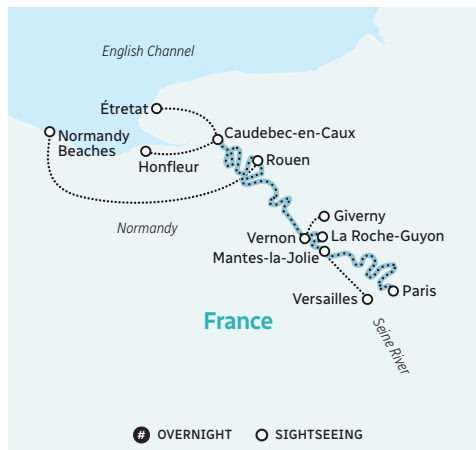 English Channel
Étretat
Caudebec-en-Caux
Normandy
Beaches
Honfleur
Rouen
Normandy
Giverny
Vernon
La Roche-Guyon
Mantes-la-Jolie
Versailles
Paris
France
Seine River
# OVERNIGHT
SIGHTSEEING